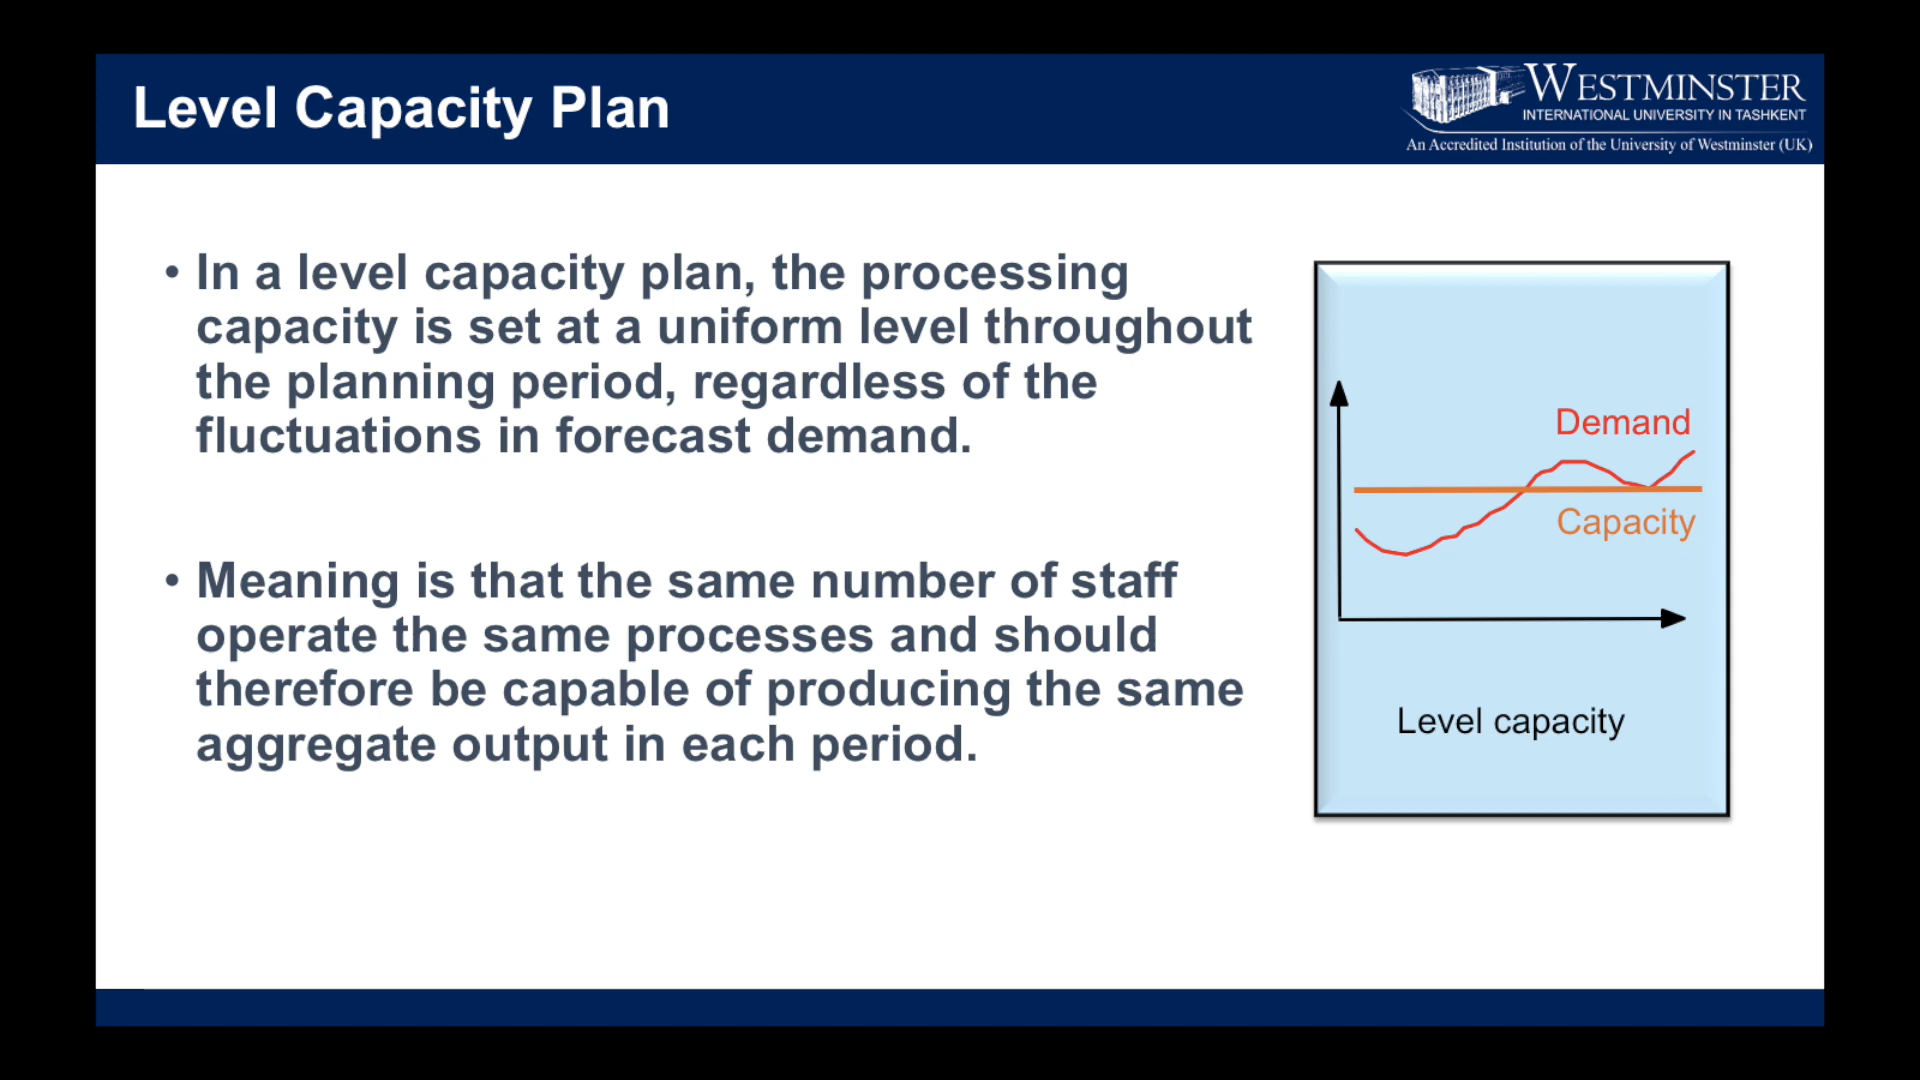 Level Capacity Plan
WESTMINSTER
INTERNATIONAL UNIVERSITY IN TASHKENT
An Accredited Institution of the University of Westminster (UK)
• In a level capacity plan, the processing
capacity is set at a uniform level throughout
the planning period, regardless of the
fluctuations in forecast demand.
• Meaning is that the same number of staff
operate the same processes and should
therefore be capable of producing the same
aggregate output in each period.
Demand
Capacity
Level capacity